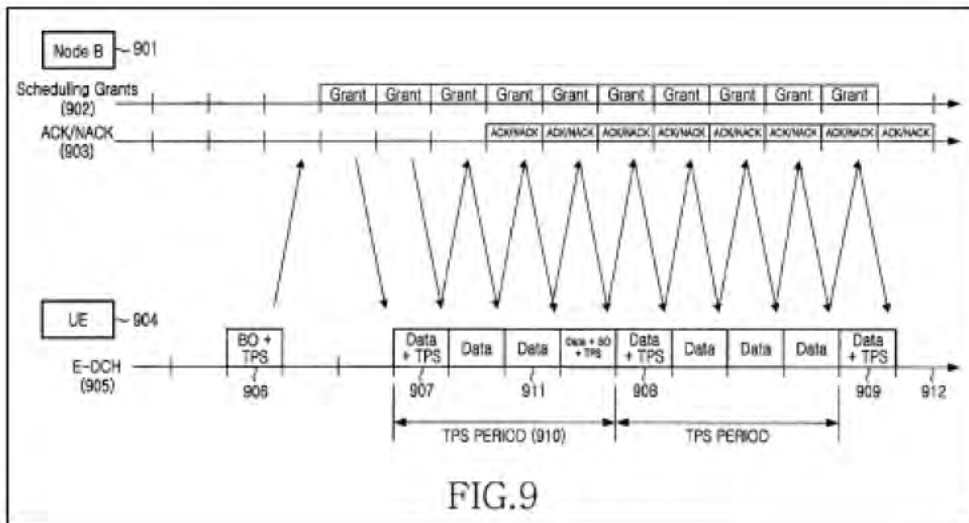 Node B 901
Scheduling Grants
(902)
Grant Grant Grant Grant Grant Grant Grant Grant Grant Grant
ACK/NACK
(903)
ACK/NACK ACK/NACK ACK/NACK ACK/NACK ACK/NACK ACK/NACK ACK/NACK ACK/NACK
UE 904
E-DCH
(905)
BO +
TPS
906
Data
+ TPS
907
Data
Data
911
Data + BO
+ TPS
Data
+ TPS
908
Data
Data
Data
Data
+ TPS
909
912
TPS PERIOD (910)
TPS PERIOD
FIG.9